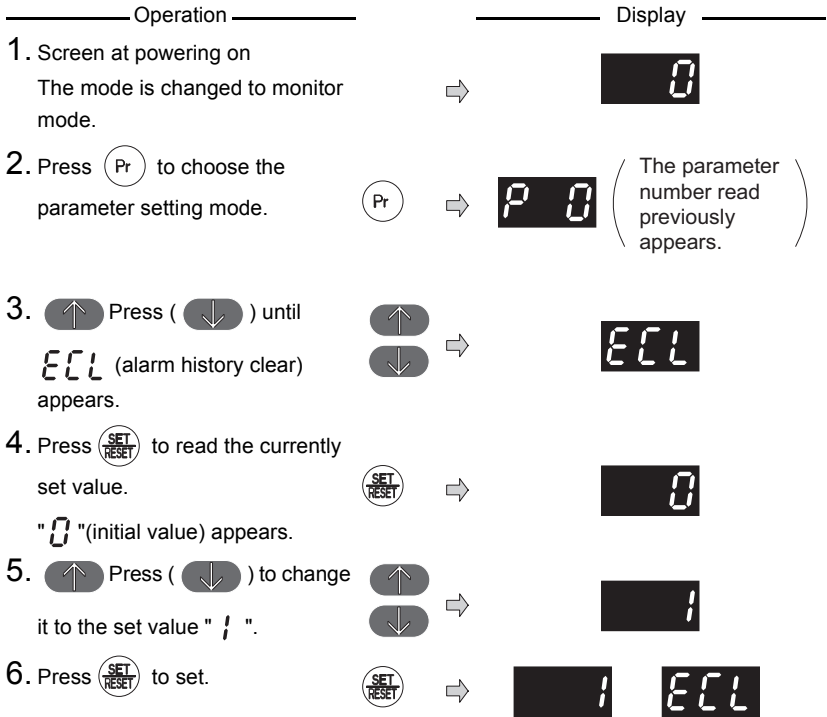 Operation Display
1. Screen at powering on
The mode is changed to monitor
mode.
0
2. Press Pr to choose the
parameter setting mode.
Pr
P 0
The parameter
number read
previously
appears.
3. Press ( ) until
ECL (alarm history clear)
appears.
ECL
4. Press SET/RESET to read the currently
set value.
"0"(initial value) appears.
SET
RESET
0
5. Press ( ) to change
it to the set value "1".
1
6. Press SET/RESET to set.
SET
RESET
1 ECL